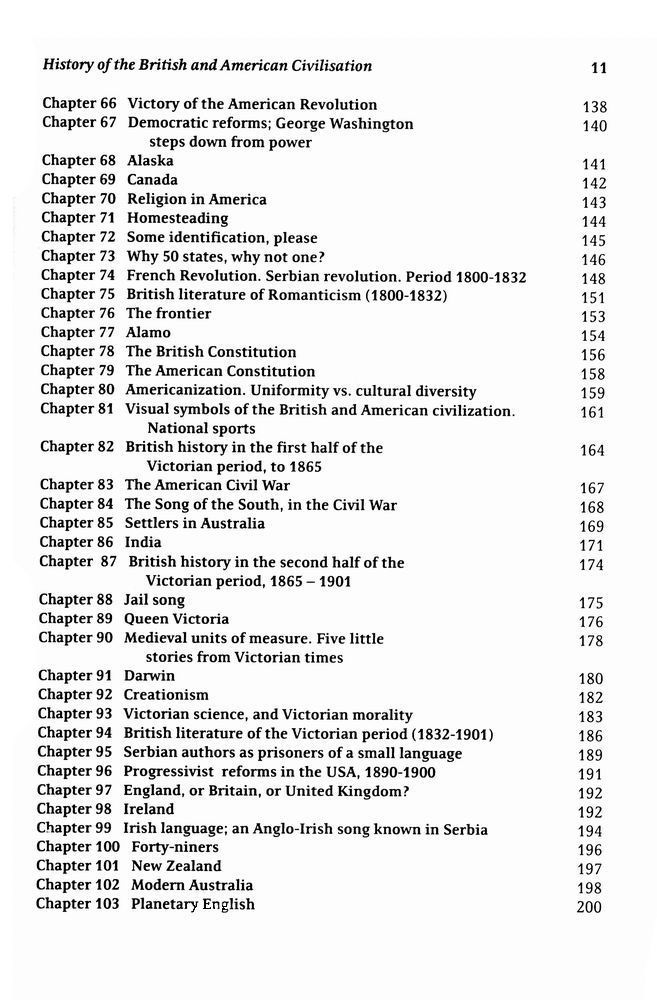 History of the British and American Civilisation 11
Chapter 66 Victory of the American Revolution 138
Chapter 67 Democratic reforms; George Washington 140
steps down from power
Chapter 68 Alaska 141
Chapter 69 Canada 142
Chapter 70 Religion in America 143
Chapter 71 Homesteading 144
Chapter 72 Some identification, please 145
Chapter 73 Why 50 states, why not one? 146
Chapter 74 French Revolution. Serbian revolution. Period 1800-1832 148
Chapter 75 British literature of Romanticism (1800-1832) 151
Chapter 76 The frontier 153
Chapter 77 Alamo 154
Chapter 78 The British Constitution 156
Chapter 79 The American Constitution 158
Chapter 80 Americanization. Uniformity vs. cultural diversity 159
Chapter 81 Visual symbols of the British and American civilization. 161
National sports
Chapter 82 British history in the first half of the 164
Victorian period, to 1865
Chapter 83 The American Civil War 167
Chapter 84 The Song of the South, in the Civil War 168
Chapter 85 Settlers in Australia 169
Chapter 86 India 171
Chapter 87 British history in the second half of the 174
Victorian period, 1865 – 1901
Chapter 88 Jail song 175
Chapter 89 Queen Victoria 176
Chapter 90 Medieval units of measure. Five little 178
stories from Victorian times
Chapter 91 Darwin 180
Chapter 92 Creationism 182
Chapter 93 Victorian science, and Victorian morality 183
Chapter 94 British literature of the Victorian period (1832-1901) 186
Chapter 95 Serbian authors as prisoners of a small language 189
Chapter 96 Progressivist reforms in the USA, 1890-1900 191
Chapter 97 England, or Britain, or United Kingdom? 192
Chapter 98 Ireland 192
Chapter 99 Irish language; an Anglo-Irish song known in Serbia 194
Chapter 100 Forty-niners 196
Chapter 101 New Zealand 197
Chapter 102 Modern Australia 198
Chapter 103 Planetary English 200